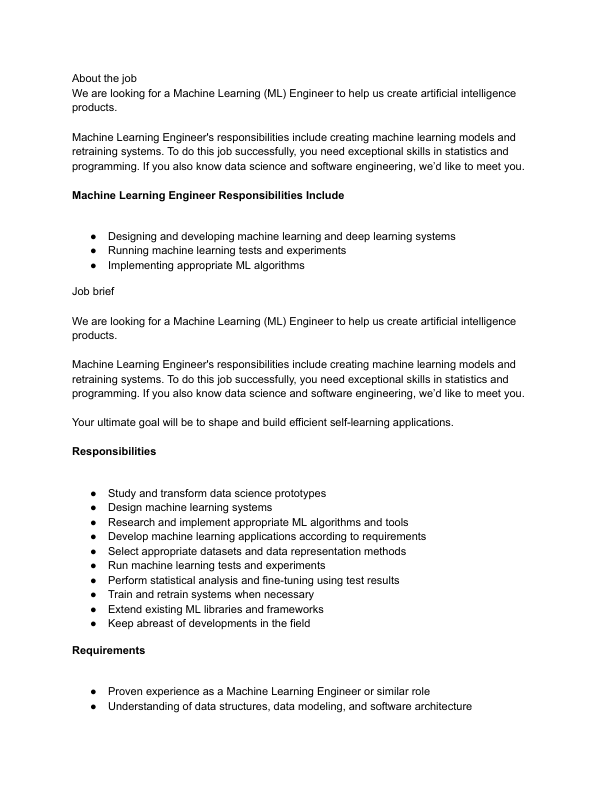 About the job
We are looking for a Machine Learning (ML) Engineer to help us create artificial intelligence
products.
Machine Learning Engineer's responsibilities include creating machine learning models and
retraining systems. To do this job successfully, you need exceptional skills in statistics and
programming. If you also know data science and software engineering, we’d like to meet you.
Machine Learning Engineer Responsibilities Include
● Designing and developing machine learning and deep learning systems
● Running machine learning tests and experiments
● Implementing appropriate ML algorithms
Job brief
We are looking for a Machine Learning (ML) Engineer to help us create artificial intelligence
products.
Machine Learning Engineer's responsibilities include creating machine learning models and
retraining systems. To do this job successfully, you need exceptional skills in statistics and
programming. If you also know data science and software engineering, we’d like to meet you.
Your ultimate goal will be to shape and build efficient self-learning applications.
Responsibilities
● Study and transform data science prototypes
● Design machine learning systems
● Research and implement appropriate ML algorithms and tools
● Develop machine learning applications according to requirements
● Select appropriate datasets and data representation methods
● Run machine learning tests and experiments
● Perform statistical analysis and fine-tuning using test results
● Train and retrain systems when necessary
● Extend existing ML libraries and frameworks
● Keep abreast of developments in the field
Requirements
● Proven experience as a Machine Learning Engineer or similar role
● Understanding of data structures, data modeling, and software architecture